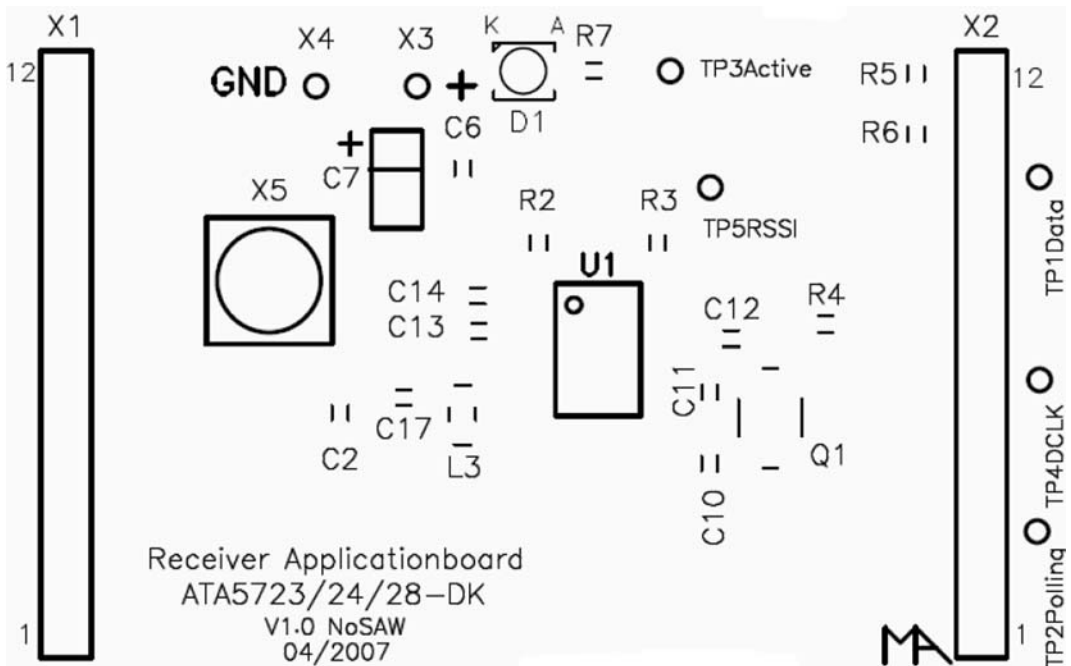 X1
X2
X4
X3
K
A
R7
12
GND
+
TP3Active
R5
12
D1
C6
R6
+
C7
X5
R2
R3
TP5RSSI
TP1Data
U1
C14
C13
C12
R4
C11
C17
C2
L3
Q1
TP4DCLK
C10
TP2Polling
Receiver Applicationboard
ATA5723/24/28-DK
V1.0 NoSAW
04/2007
1
MA
1